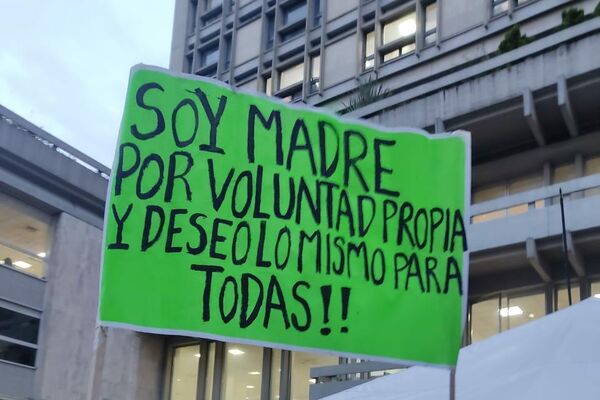 SOY MADRE
POR VOLUNTAD PROPIA
Y DESEO LO MISMO PARA
TODAS!!